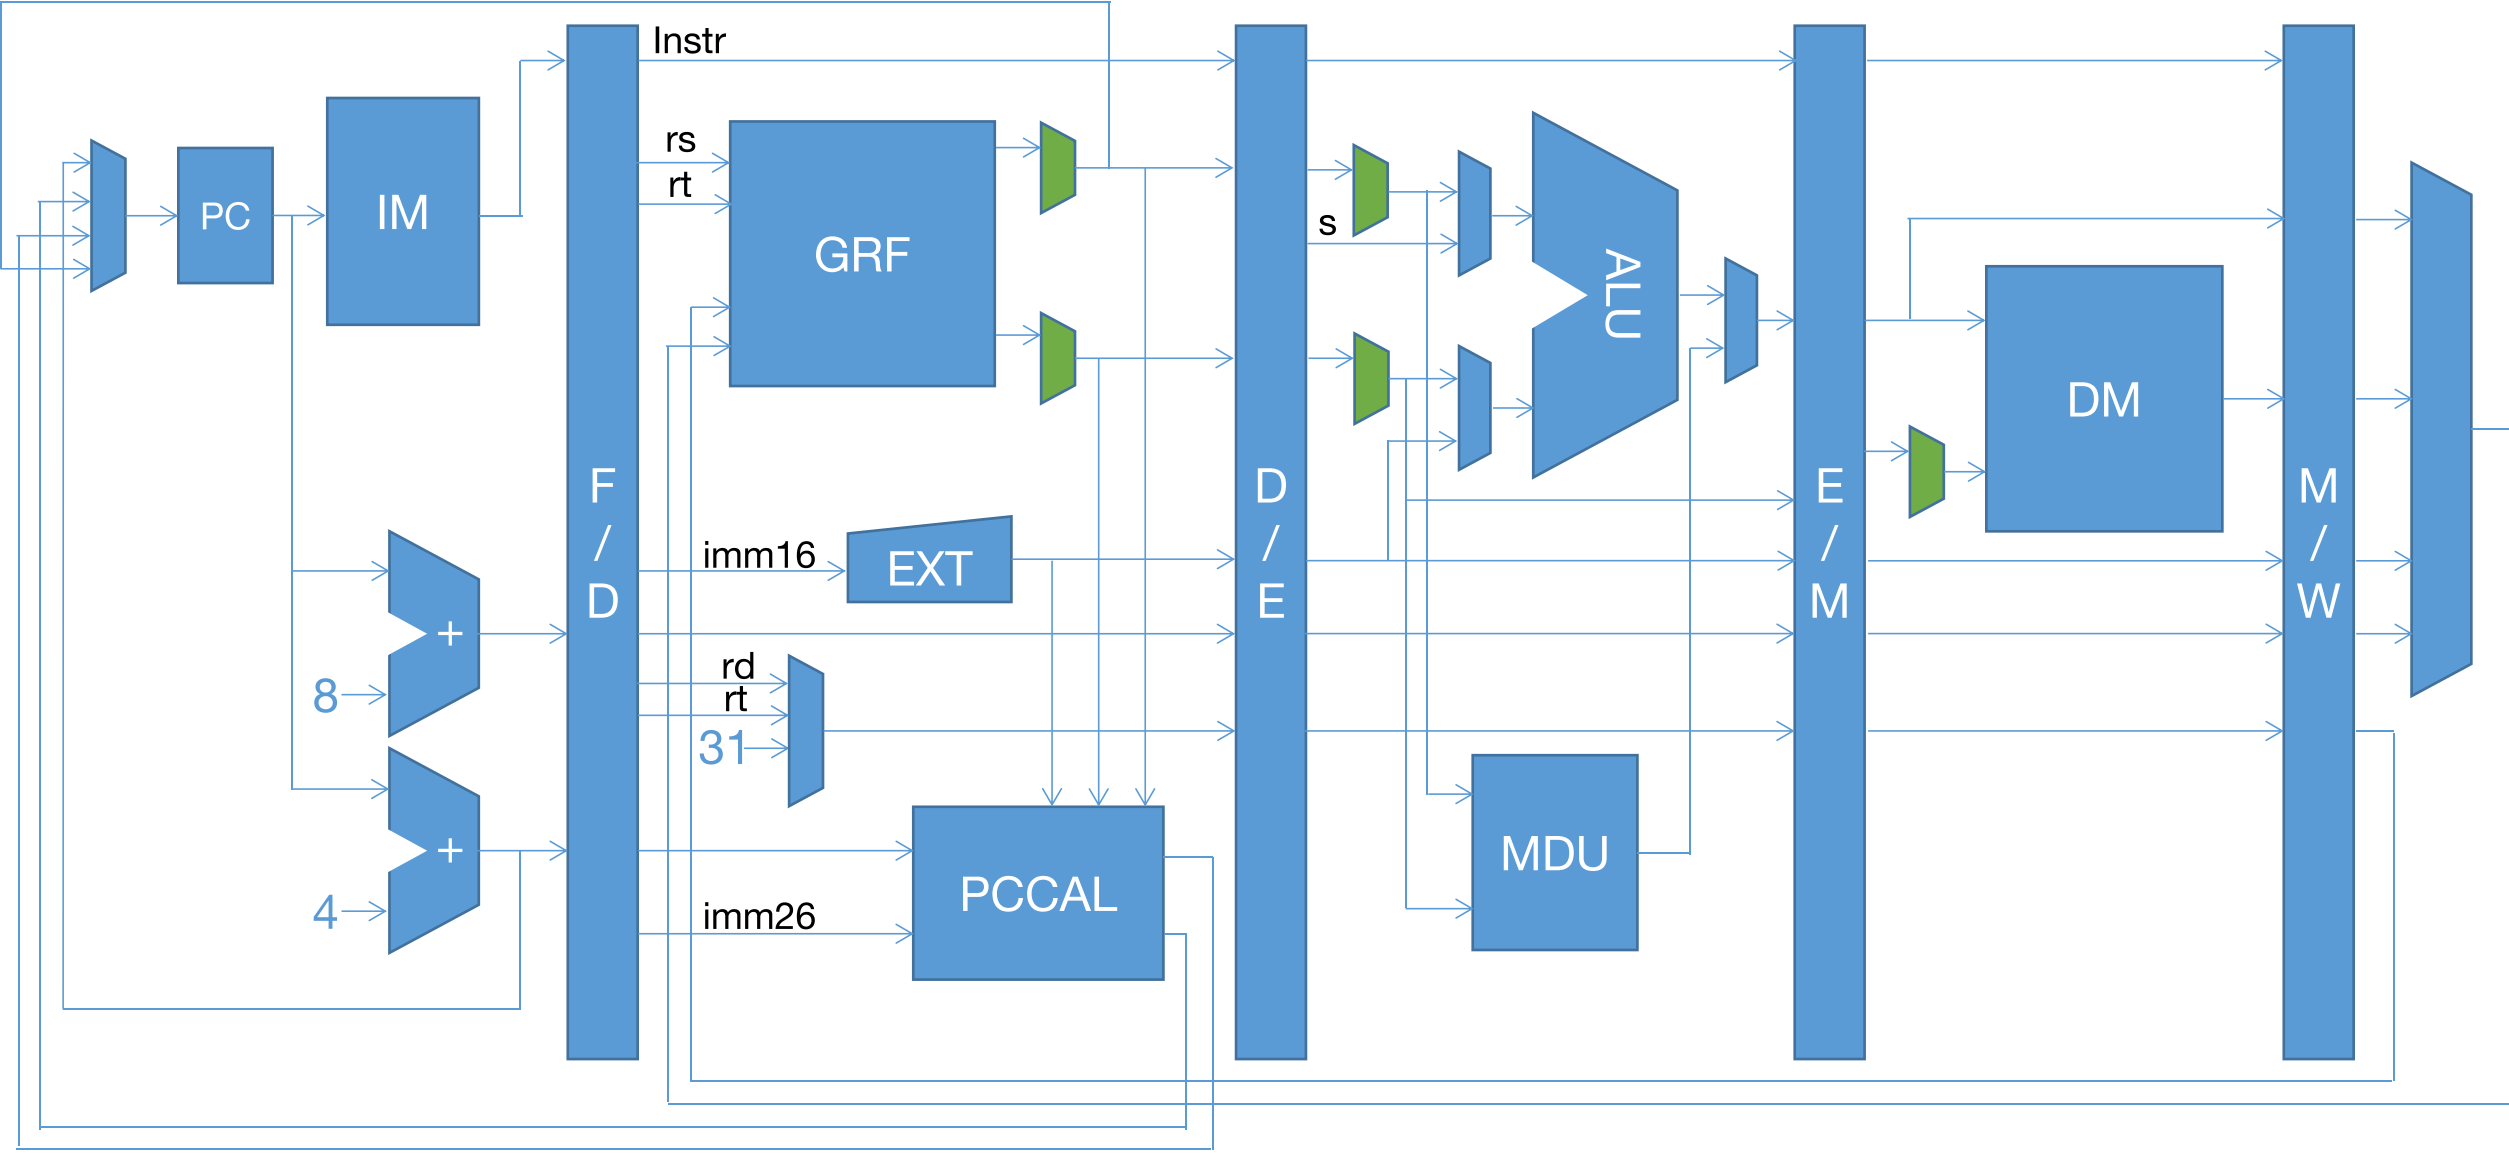 Instr
rs
rt
PC
IM
GRF
s
ALU
DM
F
/
D
D
/
E
E
/
M
M
/
W
imm16
EXT
+
8
rd
rt
31
+
4
imm26
PCCAL
MDU